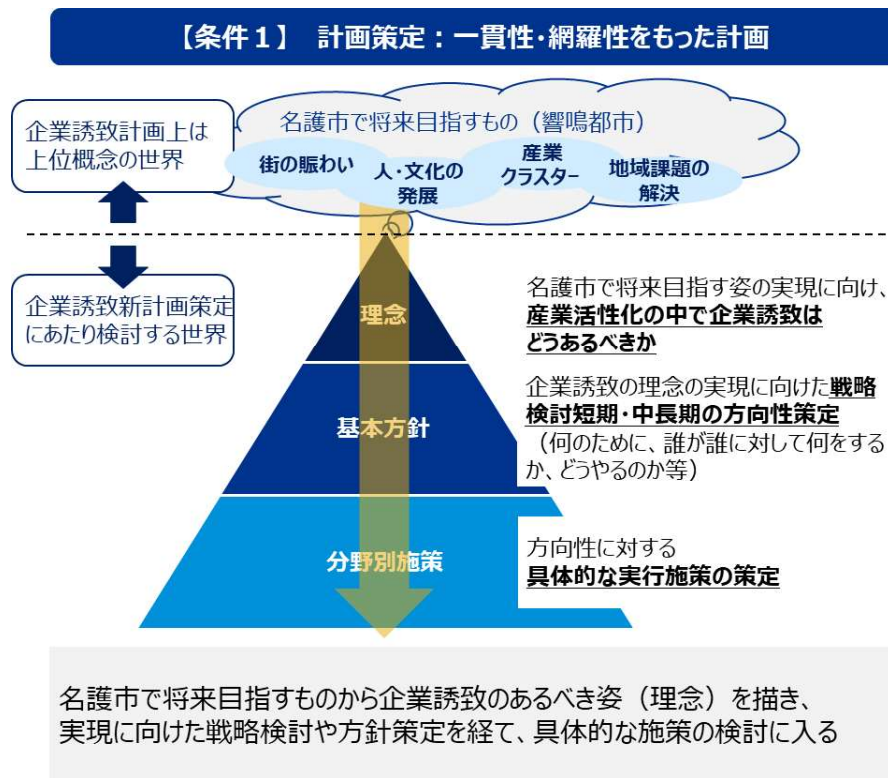 【条件１】 計画策定：一貫性・網羅性をもった計画
企業誘致計画上は
上位概念の世界
名護市で将来目指すもの（響鳴都市）
街の賑わい
人・文化の
発展
産業
クラスター
地域課題の
解決
企業誘致新計画策定
にあたり検討する世界
理念
名護市で将来目指す姿の実現に向け、
産業活性化の中で企業誘致は
どうあるべきか
基本方針
企業誘致の理念の実現に向けた戦略
検討短期・中長期の方向性策定
（何のために、誰が誰に対して何をする
か、どうやるのか等）
分野別施策
方向性に対する
具体的な実行施策の策定
名護市で将来目指すものから企業誘致のあるべき姿（理念）を描き、
実現に向けた戦略検討や方針策定を経て、具体的な施策の検討に入る